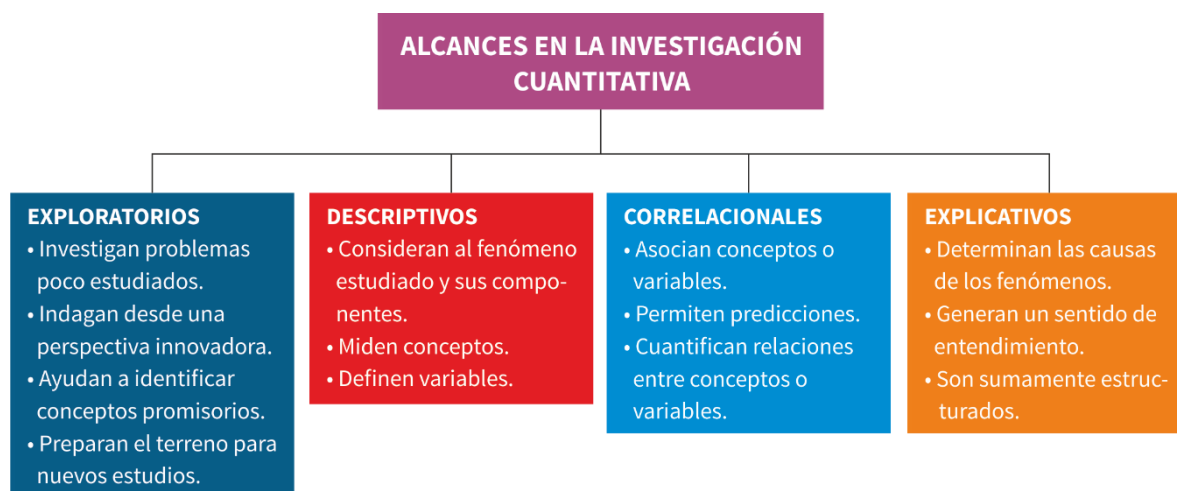 ALCANCES EN LA INVESTIGACIÓN
CUANTITATIVA
EXPLORATORIOS
• Investigan problemas
poco estudiados.
• Indagan desde una
perspectiva innovadora.
• Ayudan a identificar
conceptos promisorios.
• Preparan el terreno para
nuevos estudios.
DESCRIPTIVOS
• Consideran al fenómeno
estudiado y sus compo-
nentes.
• Miden conceptos.
• Definen variables.
CORRELACIONALES
• Asocian conceptos o
variables.
• Permiten predicciones.
• Cuantifican relaciones
entre conceptos o
variables.
EXPLICATIVOS
• Determinan las causas
de los fenómenos.
• Generan un sentido de
entendimiento.
• Son sumamente estruc-
turados.